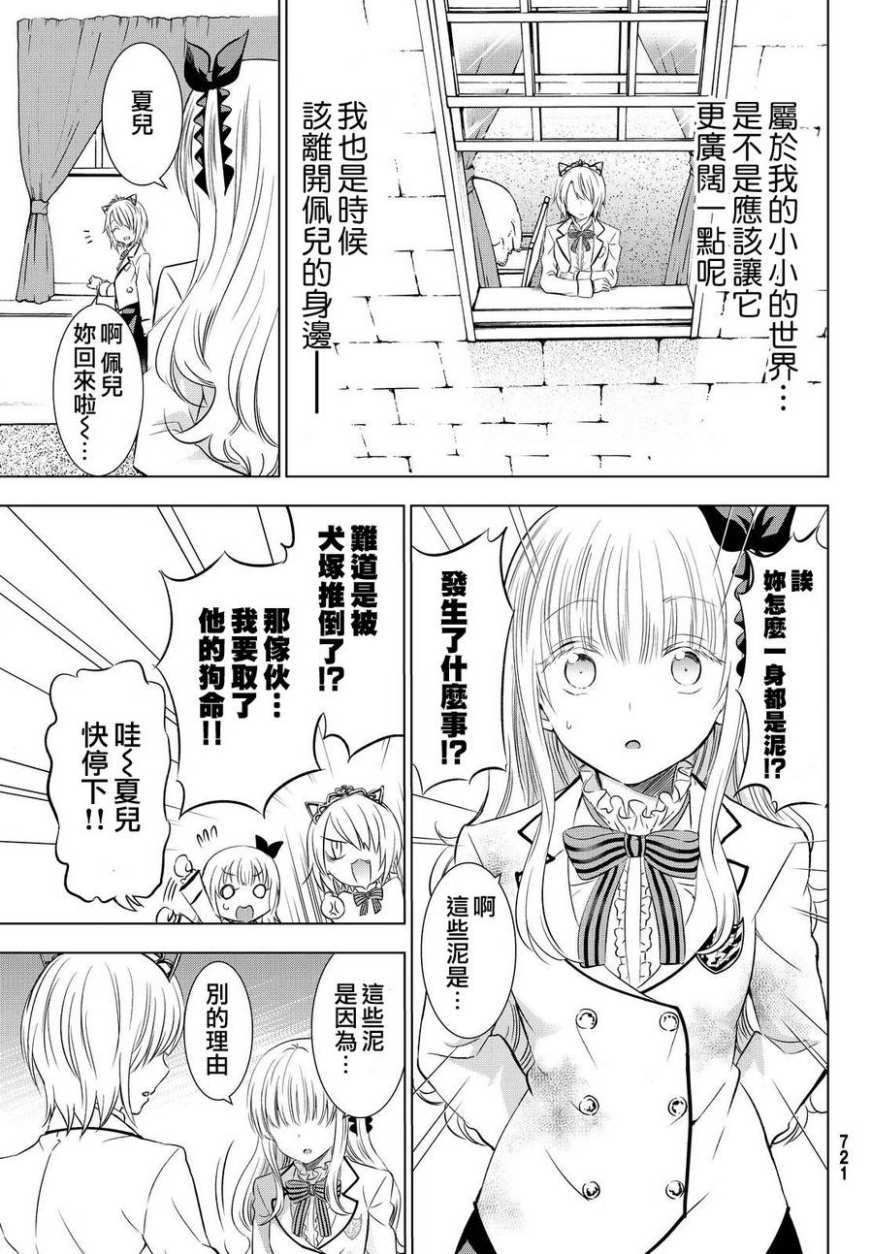 屬於我的小小的世界…
是不是應該讓它
更廣闊一點呢
我也是時候
該離開佩兒的身邊——
夏兒
啊 佩兒
妳回來啦~…
誒
妳怎麼一身都是泥!?
發生了什麼事!?
啊
這些泥是…
難道是被
犬塚推倒了!?
那傢伙…
我要取了
他的狗命!!
哇~夏兒
快停下!!
這些泥
是因為…
別的理由
721